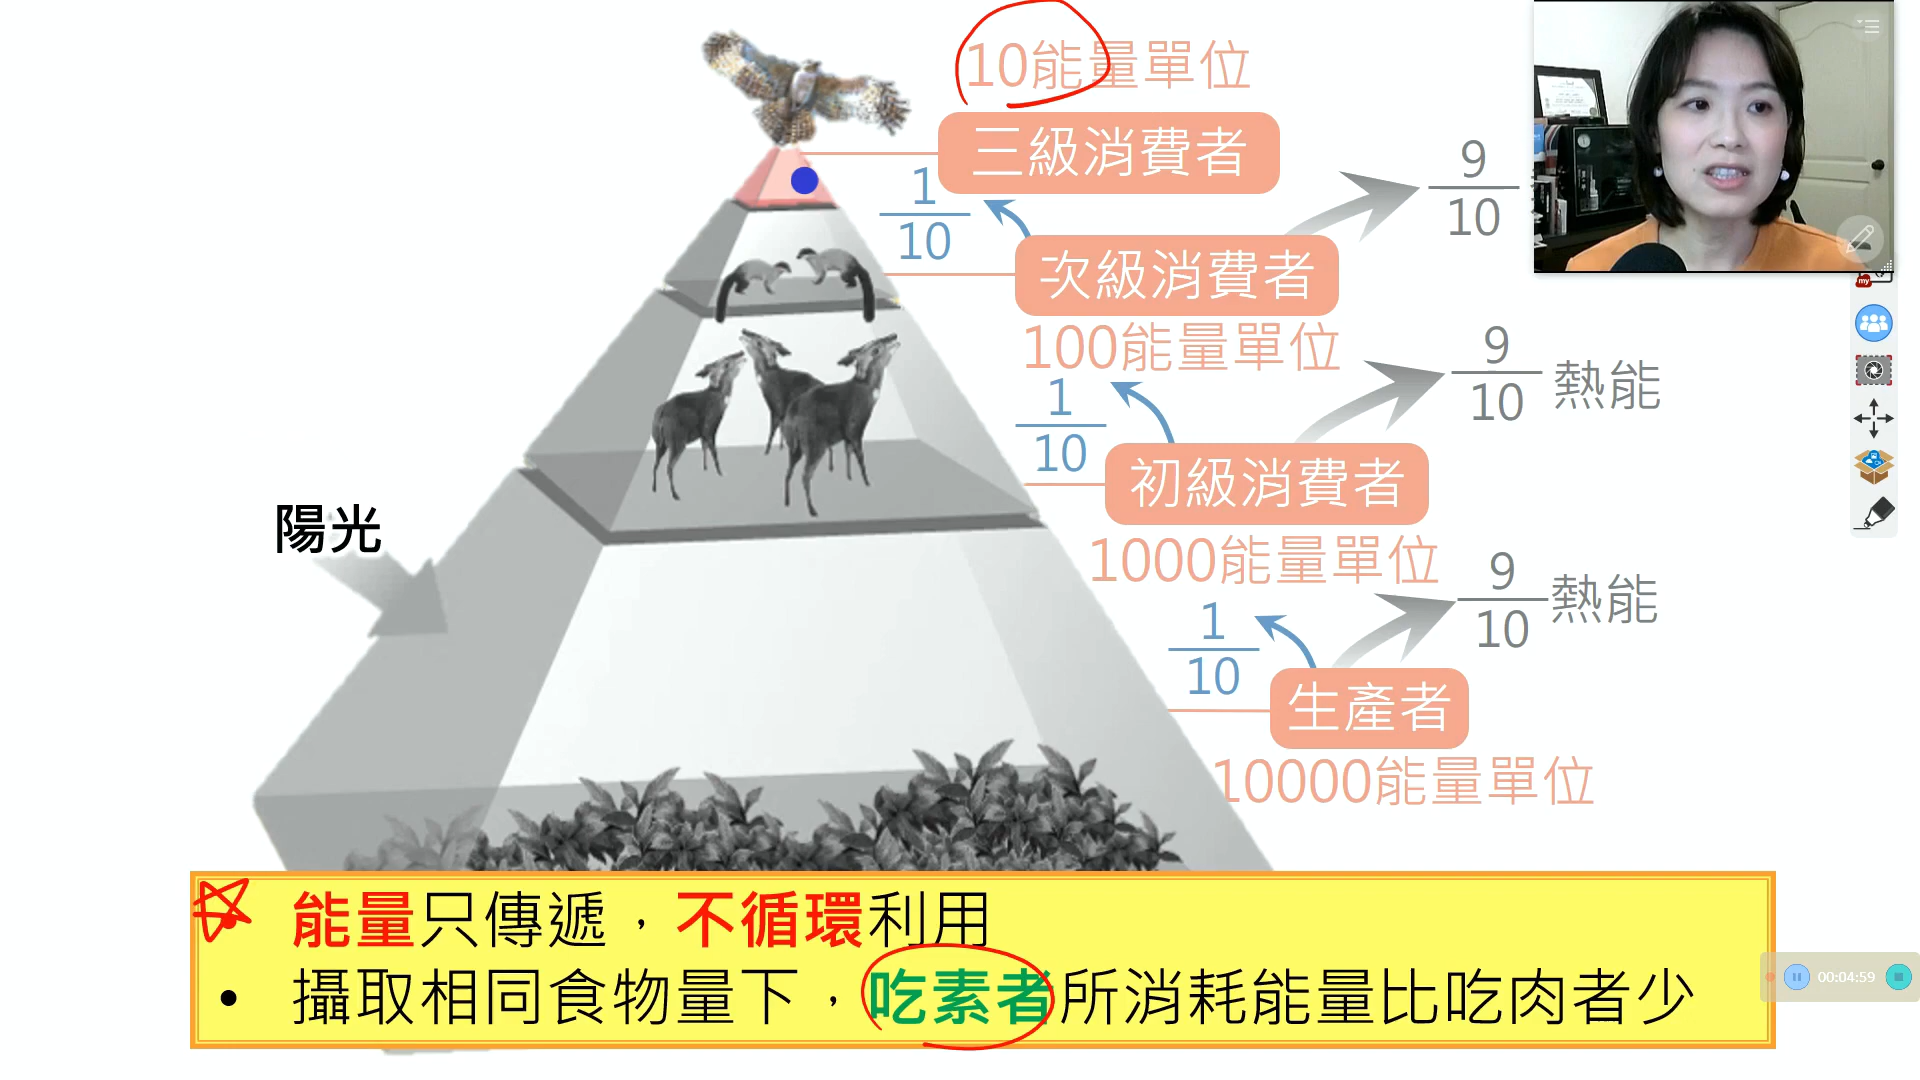 10能量單位
三級消費者
1
10
9
10
次級消費者
100能量單位
1
10
9
10
熱能
初級消費者
1000能量單位
1
10
9
10
熱能
陽光
生產者
10000能量單位
能量只傳遞，不循環利用
• 攝取相同食物量下，吃素者所消耗能量比吃肉者少
my
00:04:59